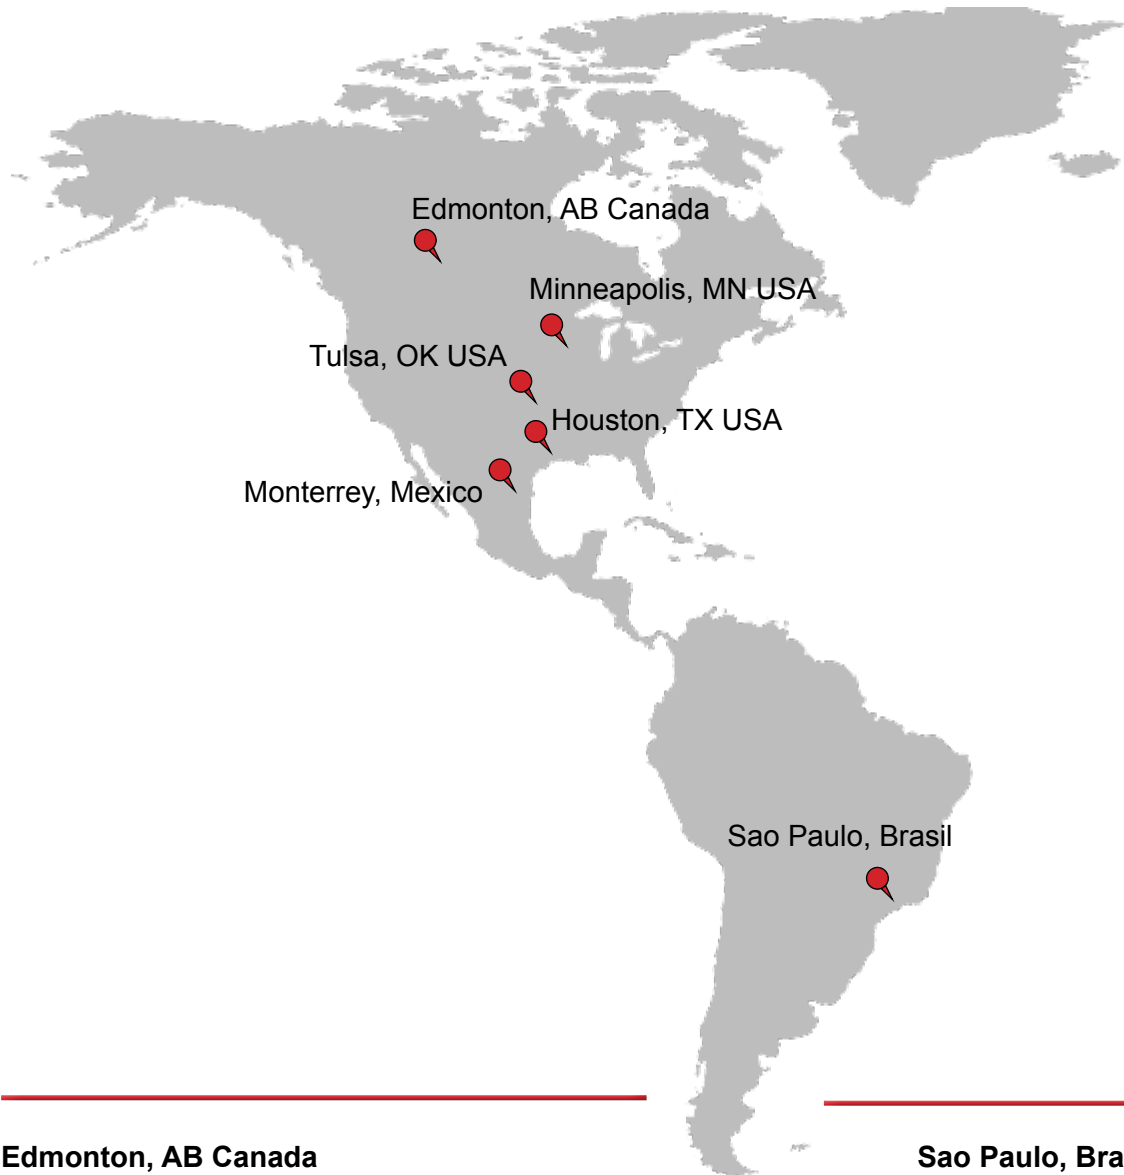 Edmonton, AB Canada
Minneapolis, MN USA
Tulsa, OK USA
Houston, TX USA
Monterrey, Mexico
Sao Paulo, Brasil
Edmonton, AB Canada
Sao Paulo, Bra